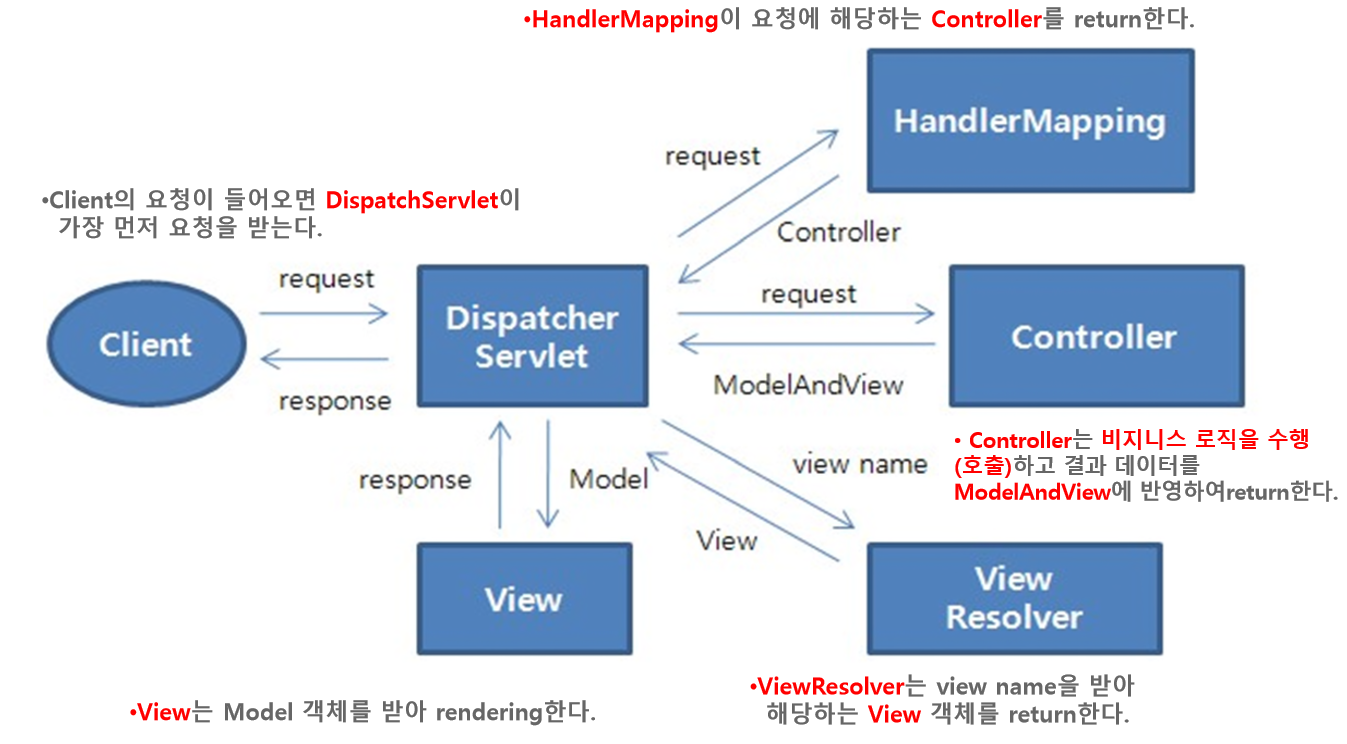 •HandlerMapping이 요청에 해당하는 Controller를 return한다.
HandlerMapping
request
Controller
•Client의 요청이 들어오면 DispatchServlet이
가장 먼저 요청을 받는다.
Client
request
response
Dispatcher
Servlet
request
ModelAndView
Controller
• Controller는 비지니스 로직을 수행
(호출)하고 결과 데이터를
ModelAndView에 반영하여return한다.
response
Model
view name
View
View
View
Resolver
•View는 Model 객체를 받아 rendering한다.
•ViewResolver는 view name을 받아
해당하는 View 객체를 return한다.